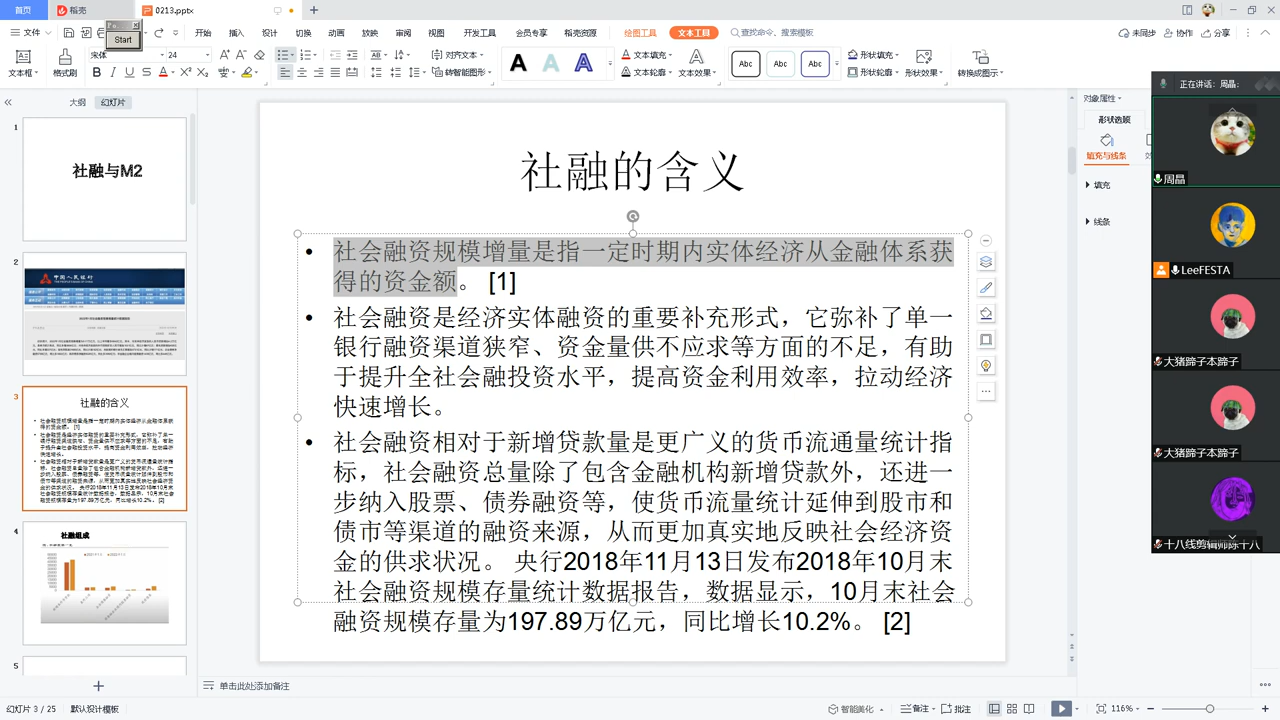 首页
稻壳
0213.pptx
文件
Start
开始
插入
设计
切换
动画
放映
审阅
视图
开发工具
会员专享
稻壳资源
绘图工具
文本工具
查找命令、搜索模板
未同步
协作
分享
文本框
格式刷
宋体
24
对齐文本
转智能图形
文本填充
文本轮廓
文本效果
Abc
Abc
Abc
形状填充
形状轮廓
形状效果
转换成图示
大纲
幻灯片
1
社融与M2
2
中国人民银行
3
社融的含义
4
社融组成
5
社融的含义
• 社会融资规模增量是指一定时期内实体经济从金融体系获
得的资金额。 [1]
• 社会融资是经济实体融资的重要补充形式，它弥补了单一
银行融资渠道狭窄、资金量供不应求等方面的不足，有助
于提升全社会融投资水平，提高资金利用效率，拉动经济
快速增长。
• 社会融资相对于新增贷款量是更广义的货币流通量统计指
标，社会融资总量除了包含金融机构新增贷款外，还进一
步纳入股票、债券融资等，使货币流量统计延伸到股市和
债市等渠道的融资来源，从而更加真实地反映社会经济资
金的供求状况。 央行2018年11月13日发布2018年10月末
社会融资规模存量统计数据报告，数据显示，10月末社会
融资规模存量为197.89万亿元，同比增长10.2%。 [2]
对象属性
形状选项
填充与线条
填充
线条
正在讲话: 周晶:
周晶
LeeFESTA
大猪蹄子本蹄子
大猪蹄子本蹄子
单击此处添加备注
幻灯片 3 / 25
默认设计模板
智能美化
备注
批注
116%